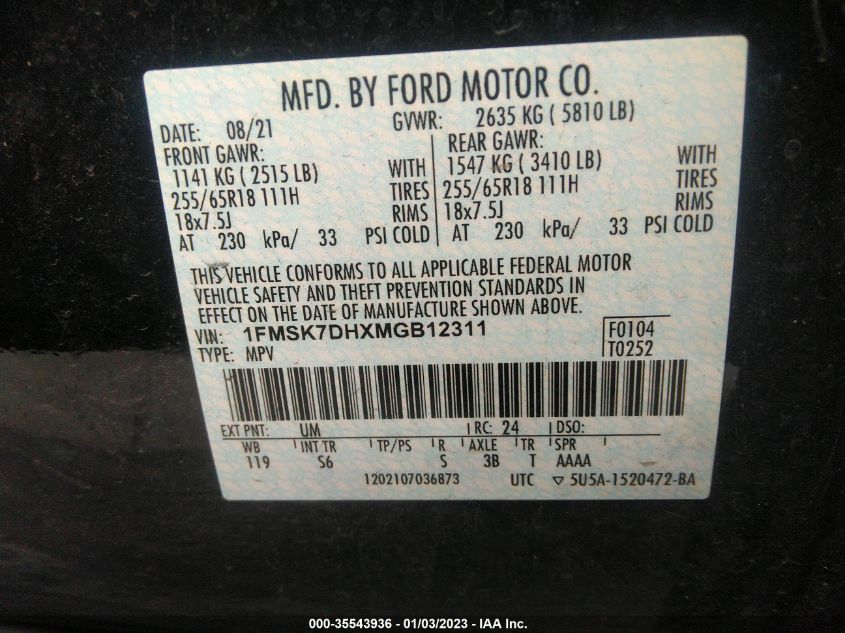 MFD. BY FORD MOTOR CO.
DATE: 08/21 GVWR: 2635 KG ( 5810 LB)
FRONT GAWR: REAR GAWR:
1141 KG ( 2515 LB) WITH 1547 KG ( 3410 LB) WITH
255/65R18 111H TIRES 255/65R18 111H TIRES
18x7.5J RIMS 18x7.5J RIMS
AT 230 kPa/ 33 PSI COLD AT 230 kPa/ 33 PSI COLD
THIS VEHICLE CONFORMS TO ALL APPLICABLE FEDERAL MOTOR
VEHICLE SAFETY AND THEFT PREVENTION STANDARDS IN
EFFECT ON THE DATE OF MANUFACTURE SHOWN ABOVE.
VIN: 1FMSK7DHXMGB12311 F0104
TYPE: MPV T0252
EXT PNT: UM RC: 24 DSO:
WB INT TR TP/PS R AXLE TR SPR
119 S6 S 3B T AAAA
1202107036873 UTC ▽ 5U5A-1520472-BA
000-35543936 - 01/03/2023 - IAA Inc.